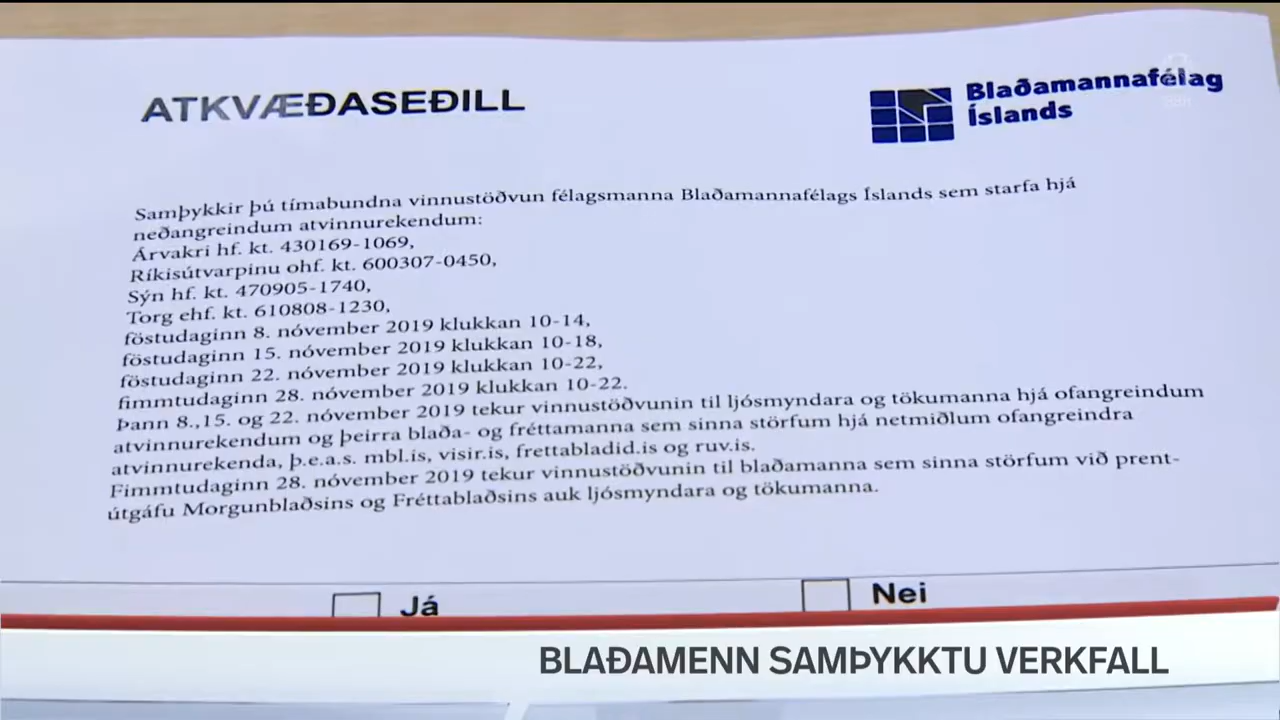 ATKVÆÐASEÐILL
Blaðamannafélag
Íslands
Samþykkir þú tímabundna vinnustöðvun félagsmanna Blaðamannafélags Íslands sem starfa hjá
neðangreindum atvinnurekendum:
Árvakri hf. kt. 430169-1069,
Ríkisútvarpinu ohf. kt. 600307-0450,
Sýn hf. kt. 470905-1740,
Torg ehf. kt. 610808-1230,
föstudaginn 8. nóvember 2019 klukkan 10-14,
föstudaginn 15. nóvember 2019 klukkan 10-18,
föstudaginn 22. nóvember 2019 klukkan 10-22,
fimmtudaginn 28. nóvember 2019 klukkan 10-22.
Þann 8.,15. og 22. nóvember 2019 tekur vinnustöðvunin til ljósmyndara og tökumanna hjá ofangreindum
atvinnurekendum og þeirra blaða- og fréttamanna sem sinna störfum hjá netmiðlum ofangreindra
atvinnurekenda, þ.e.a.s. mbl.is, visir.is, frettabladid.is og ruv.is.
Fimmtudaginn 28. nóvember 2019 tekur vinnustöðvunin til blaðamanna sem sinna störfum við prent-
útgáfu Morgunblaðsins og Fréttablaðsins auk ljósmyndara og tökumanna.
Já Nei
BLAÐAMENN SAMÞYKKTU VERKFALL